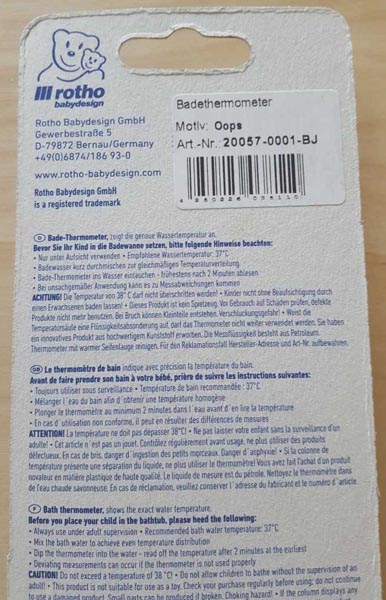 rotho
babydesign
Rotho Babydesign GmbH
Gewerbestraße 5
D-79872 Bernau/Germany
+49(0)6874/186 93-0
www.rotho-babydesign.com
Rotho Babydesign GmbH
is a registered trademark
Badethermometer
Motiv: Oops
Art.-Nr.: 20057-0001-BJ
D Bade-Thermometer, zeigt die genaue Wassertemperatur an.
Bevor Sie Ihr Kind in die Badewanne setzen, bitte folgende Hinweise beachten:
• Nur unter Aufsicht verwenden • Empfohlene Wassertemperatur: 37°C
• Badewasser kurz durchmischen zur gleichmäßigen Temperaturverteilung.
• Bade-Thermometer ins Wasser eintauchen - frühestens nach 2 Minuten ablesen
• Bei unsachgemäßer Anwendung kann es zu Messabweichungen kommen
ACHTUNG! Die Temperatur von 38° C darf nicht überschritten werden! • Kinder nicht ohne Beaufsichtigung durch
einen Erwachsenen baden lassen! • Dieses Produkt ist kein Spielzeug. Vor Gebrauch auf Schäden prüfen, defekte
Produkte nicht mehr benutzen. Bei Bruch können Kleinteile entstehen. Verschluckungsgefahr! • Weist die
Temperatursäule eine Flüssigkeitsabsonderung auf, darf das Thermometer nicht weiter verwendet werden. Sie haben
ein innovatives Produkt aus hochwertigem Kunststoff erworben. Die Messflüssigkeit besteht aus Petroleum.
Thermometer mit warmer Seifenlauge reinigen. Für den Reklamationsfall Hersteller-Adresse und Art-Nr. aufbewahren.
GB Le thermomètre de bain indique avec précision la température du bain.
Avant de faire prendre son bain à votre bébé, prière de suivre les instructions suivantes:
• Toujours utiliser sous surveillance • Température de bain recommandée : 37°C
• Mélanger l'eau du bain afin d'obtenir une température homogène
• Plonger le thermomètre au minimum 2 minutes dans l'eau avant d'en lire la température
• En cas d'utilisation non conforme, il peut en résulter des différences de mesures
ATTENTION! La température ne doit pas dépasser 38°C! • Ne pas laisser votre enfant sans la surveillance d'un
adulte! • Cet article n'est pas un jouet. Contrôlez régulièrement avant usage, ne plus utiliser des produits
défectueux. En cas de bris, danger d'ingestion des petits morceaux. Danger d'asphyxie! • Si la colonne de
température présente une séparation du liquide, ne plus utiliser le thermomètre! Vous avez fait l'achat d'un produit
novateur en matière plastique de haute qualité. Le liquide de mesure est du pétrole. Nettoyez le thermomètre dans
de l'eau chaude savonneuse. En cas de réclamation, veuillez conserver l'adresse du fabricant et le numéro d'article.
F Bath thermometer, shows the exact water temperature.
Before you place your child in the bathtub, please heed the following:
• Always use under adult supervision • Recommended bath water temperature: 37°C
• Mix the bath water to achieve even temperature distribution
• Dip the thermometer into the water - read off the temperature after 2 minutes at the earliest
• Deviating measurements can occur if the thermometer is not used properly
CAUTION! Do not exceed a temperature of 38 °C! • Do not allow children to bathe without the supervision of an
adult! • This product is not suitable for use as a toy. Check your purchase regularly before using; do not continue
to use a damaged product. Small parts can be produced if broken. Choking hazard! • If the column displays any